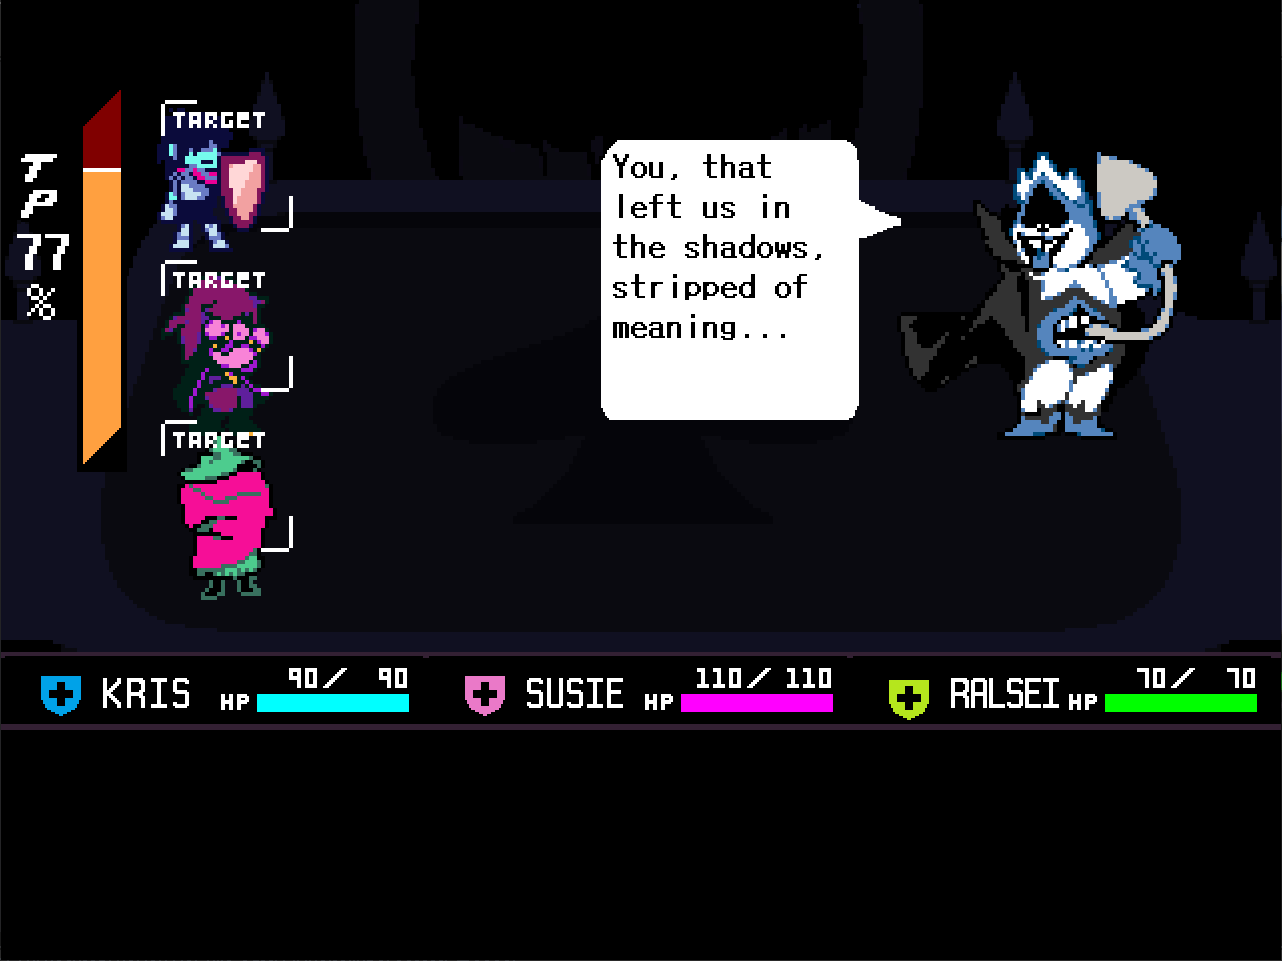 TARGET
You, that
left us in
the shadows,
stripped of
meaning...
TP
77
%
TARGET
TARGET
KRIS HP 90/ 90
SUSIE HP 110/ 110
RALSEI HP 70/ 70